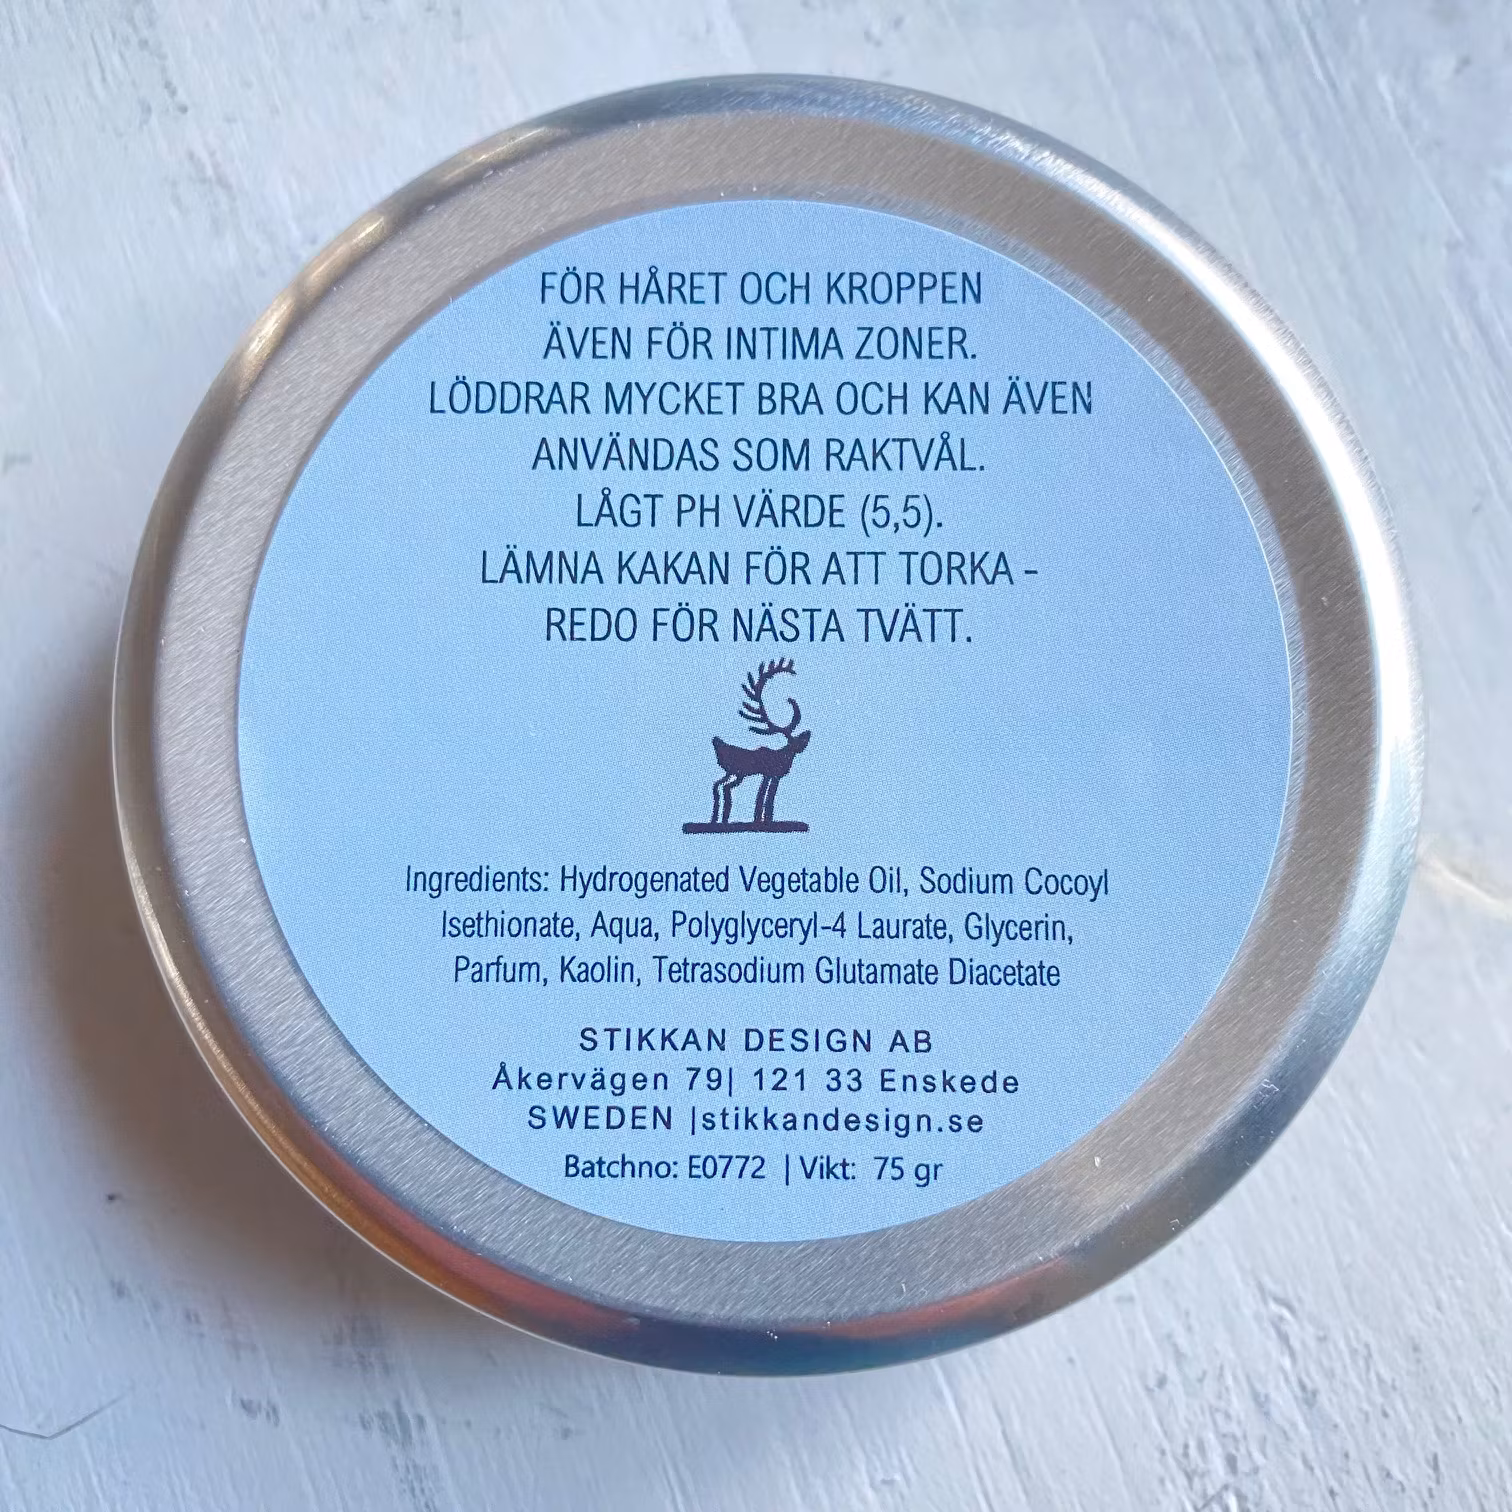 FÖR HÅRET OCH KROPPEN
ÄVEN FÖR INTIMA ZONER.
LÖDDRAR MYCKET BRA OCH KAN ÄVEN
ANVÄNDAS SOM RAKTVÅL.
LÅGT PH VÄRDE (5,5).
LÄMNA KAKAN FÖR ATT TORKA -
REDO FÖR NÄSTA TVÄTT.
Ingredients: Hydrogenated Vegetable Oil, Sodium Cocoyl
Isethionate, Aqua, Polyglyceryl-4 Laurate, Glycerin,
Parfum, Kaolin, Tetrasodium Glutamate Diacetate
STIKKAN DESIGN AB
Åkervägen 79| 121 33 Enskede
SWEDEN |stikkandesign.se
Batchno: E0772 | Vikt: 75 gr